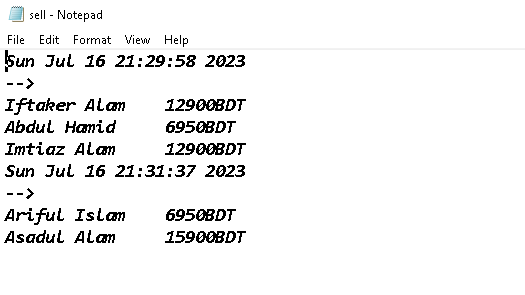 sell - Notepad
File Edit Format View Help
Sun Jul 16 21:29:58 2023
-->
Iftaker Alam 12900BDT
Abdul Hamid 6950BDT
Imtiaz Alam 12900BDT
Sun Jul 16 21:31:37 2023
-->
Ariful Islam 6950BDT
Asadul Alam 15900BDT